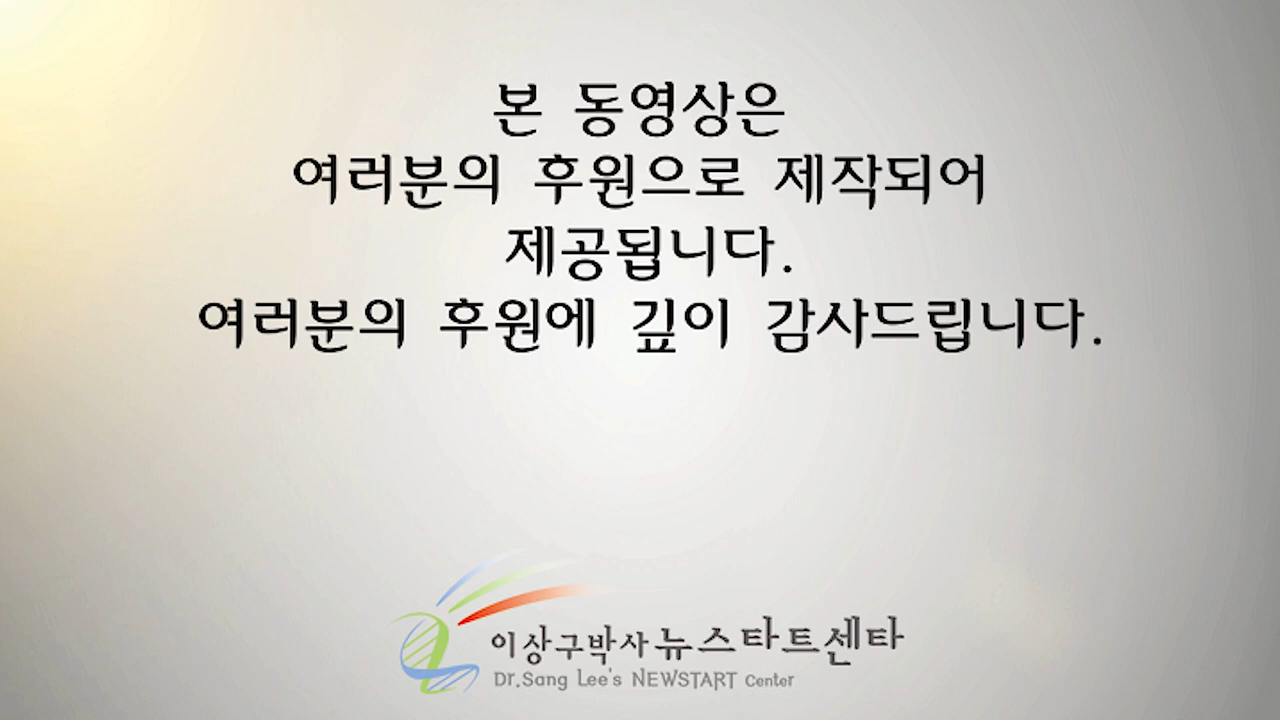 본 동영상은
여러분의 후원으로 제작되어
제공됩니다.
여러분의 후원에 깊이 감사드립니다.
이상구박사 뉴스타트센타
Dr.Sang Lee's NEWSTART Center